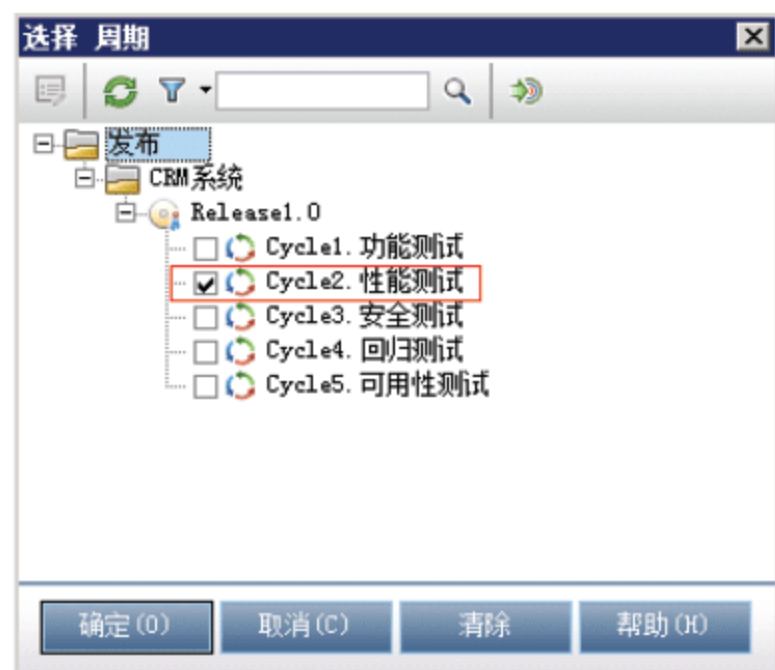 选择 周期
发布
CRM系统
Release1.0
Cycle1.功能测试
Cycle2.性能测试
Cycle3.安全测试
Cycle4.回归测试
Cycle5.可用性测试
确定(O) 取消(C) 清除 帮助(H)